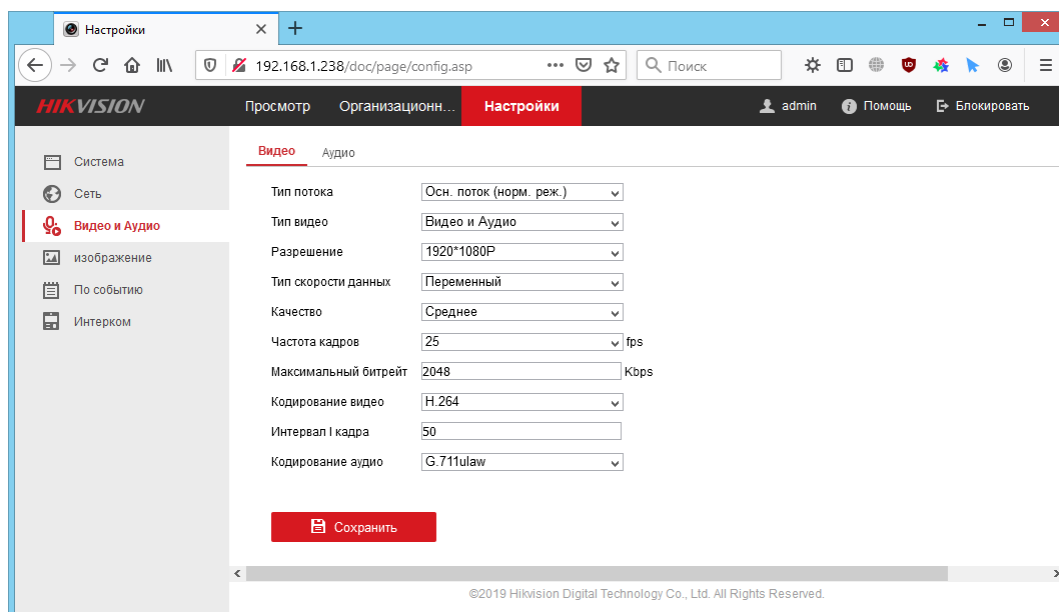 Настройки
192.168.1.238/doc/page/config.asp
Поиск
HIKVISION
Просмотр Организационн... Настройки admin Помощь Блокировать
Система
Сеть
Видео и Аудио
изображение
По событию
Интерком
Видео Аудио
Тип потока Осн. поток (норм. реж.)
Тип видео Видео и Аудио
Разрешение 1920*1080P
Тип скорости данных Переменный
Качество Среднее
Частота кадров 25 fps
Максимальный битрейт 2048 Kbps
Кодирование видео H.264
Интервал I кадра 50
Кодирование аудио G.711ulaw
Сохранить
©2019 Hikvision Digital Technology Co., Ltd. All Rights Reserved.